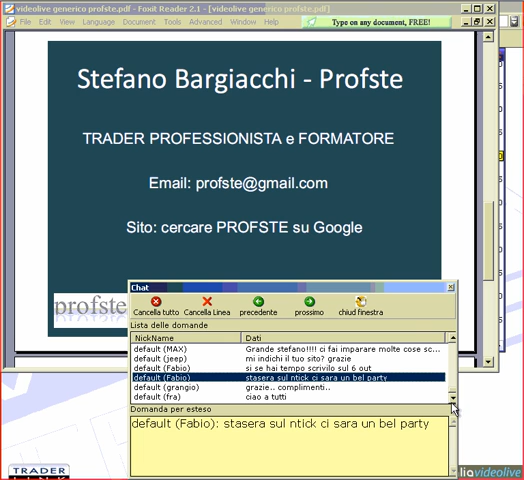 videolive generico profste.pdf - Foxit Reader 2.1 - [videolive generico profste.pdf]
File Edit View Language Document Tools Advanced Window Help
Type on any document, FREE!
Stefano Bargiacchi - Profste
TRADER PROFESSIONISTA e FORMATORE
Email: profste@gmail.com
Sito: cercare PROFSTE su Google
profste
Chat
Cancella tutto Cancella Linea precedente prossimo chiud finestra
Lista delle domande
NickName Dati
default (MAX) Grande stefano!!!! ci fai imparare molte cose sc...
default (jeep) mi indichi il tuo sito? grazie
default (Fabio) si se hai tempo scrivilo sul 6 out
default (Fabio) stasera sul ntick ci sara un bel party
default (grangio) grazie.. complimenti..
default (fra) ciao a tutti
Domanda per esteso
default (Fabio): stasera sul ntick ci sara un bel party
TRADER
liavideolive